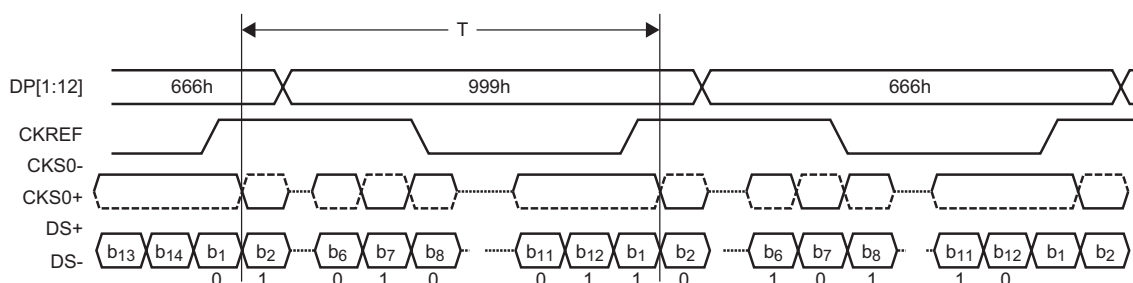 T
DP[1:12] 666h 999h 666h
CKREF
CKS0-
CKS0+
DS+
DS- b13 b14 b1 b2 b6 b7 b8 b11 b12 b1 b2 b6 b7 b8 b11 b12 b1 b2
0 1 0 1 0 0 1 1 0 1 0 1 1 0